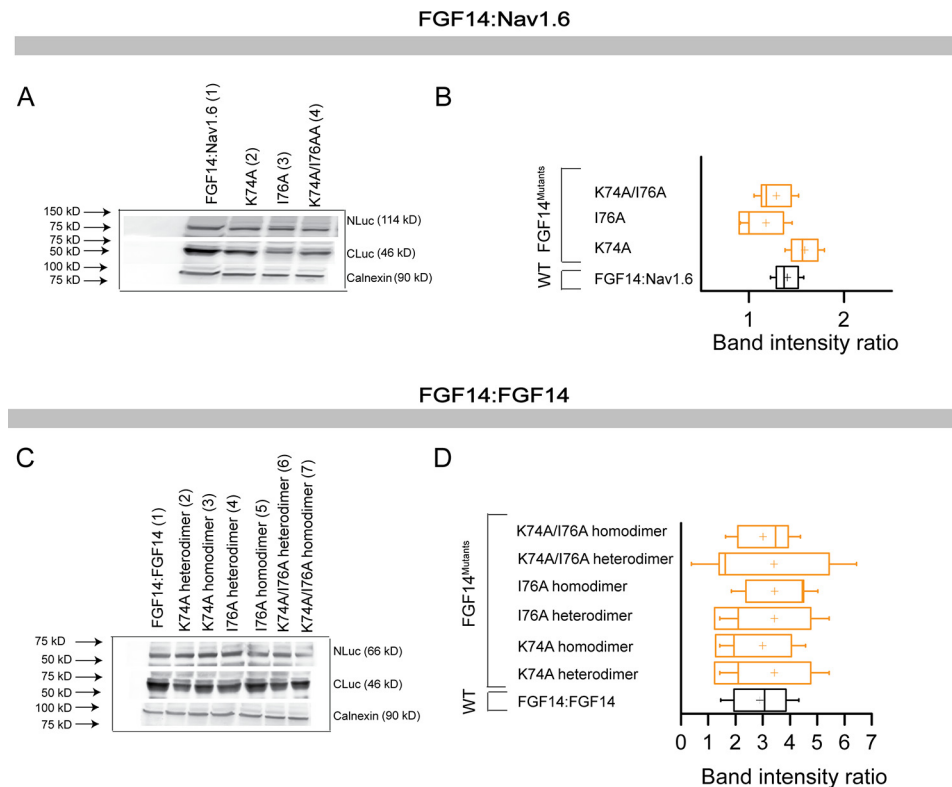 FGF14:Nav1.6
A
FGF14:Nav1.6 (1)
K74A (2)
I76A (3)
K74A/I76AA (4)
150 kD
75 kD
75 kD
50 kD
100 kD
75 kD
NLuc (114 kD)
CLuc (46 kD)
Calnexin (90 kD)
B
FGF14Mutants
WT
K74A/I76A
I76A
K74A
FGF14:Nav1.6
1 2
Band intensity ratio
FGF14:FGF14
C
FGF14:FGF14 (1)
K74A heterodimer (2)
K74A homodimer (3)
I76A heterodimer (4)
I76A homodimer (5)
K74A/I76A heterodimer (6)
K74A/I76A homodimer (7)
75 kD
50 kD
75 kD
50 kD
100 kD
75 kD
NLuc (66 kD)
CLuc (46 kD)
Calnexin (90 kD)
D
FGF14Mutants
WT
K74A/I76A homodimer
K74A/I76A heterodimer
I76A homodimer
I76A heterodimer
K74A homodimer
K74A heterodimer
FGF14:FGF14
0 1 2 3 4 5 6 7
Band intensity ratio